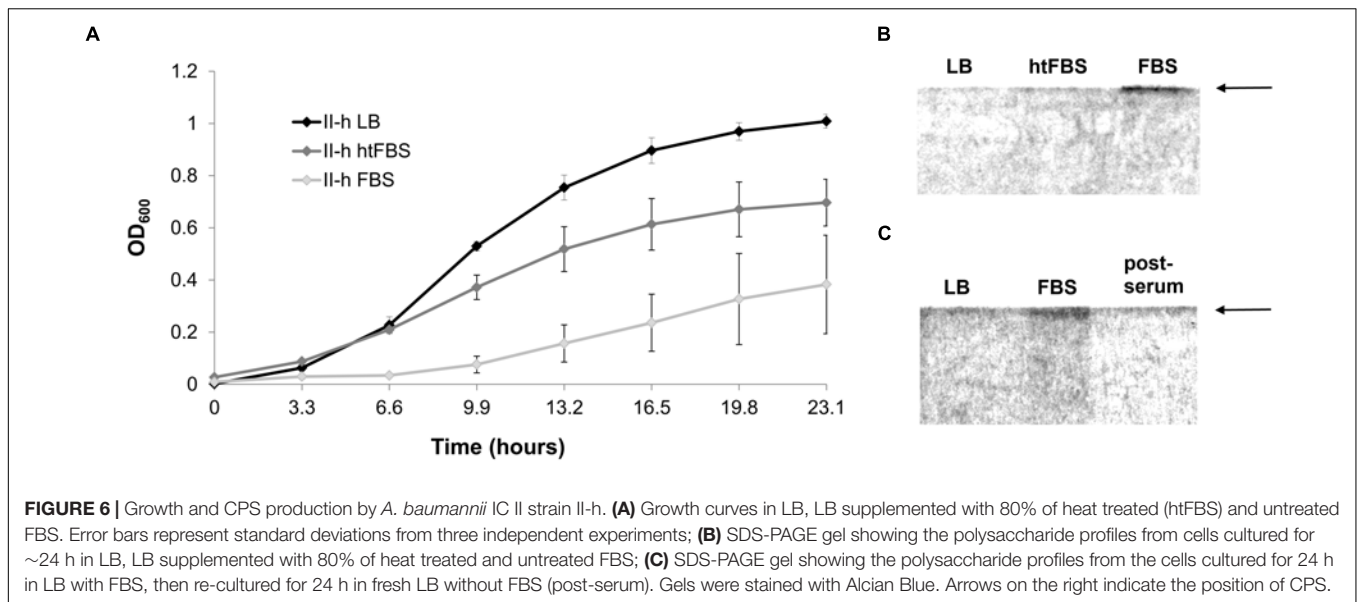 A
1.2
1
0.8
0.6
0.4
0.2
0
OD600
II-h LB
II-h htFBS
II-h FBS
0 3.3 6.6 9.9 13.2 16.5 19.8 23.1
Time (hours)
B
LB htFBS FBS
C
LB FBS post-
serum
FIGURE 6 | Growth and CPS production by A. baumannii IC II strain II-h. (A) Growth curves in LB, LB supplemented with 80% of heat treated (htFBS) and untreated
FBS. Error bars represent standard deviations from three independent experiments; (B) SDS-PAGE gel showing the polysaccharide profiles from cells cultured for
~24 h in LB, LB supplemented with 80% of heat treated and untreated FBS; (C) SDS-PAGE gel showing the polysaccharide profiles from the cells cultured for 24 h
in LB with FBS, then re-cultured for 24 h in fresh LB without FBS (post-serum). Gels were stained with Alcian Blue. Arrows on the right indicate the position of CPS.